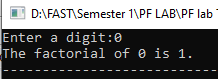 D:\FAST\Semester 1\PF LAB\PF lab
Enter a digit:0
The factorial of 0 is 1.
--------------------------------